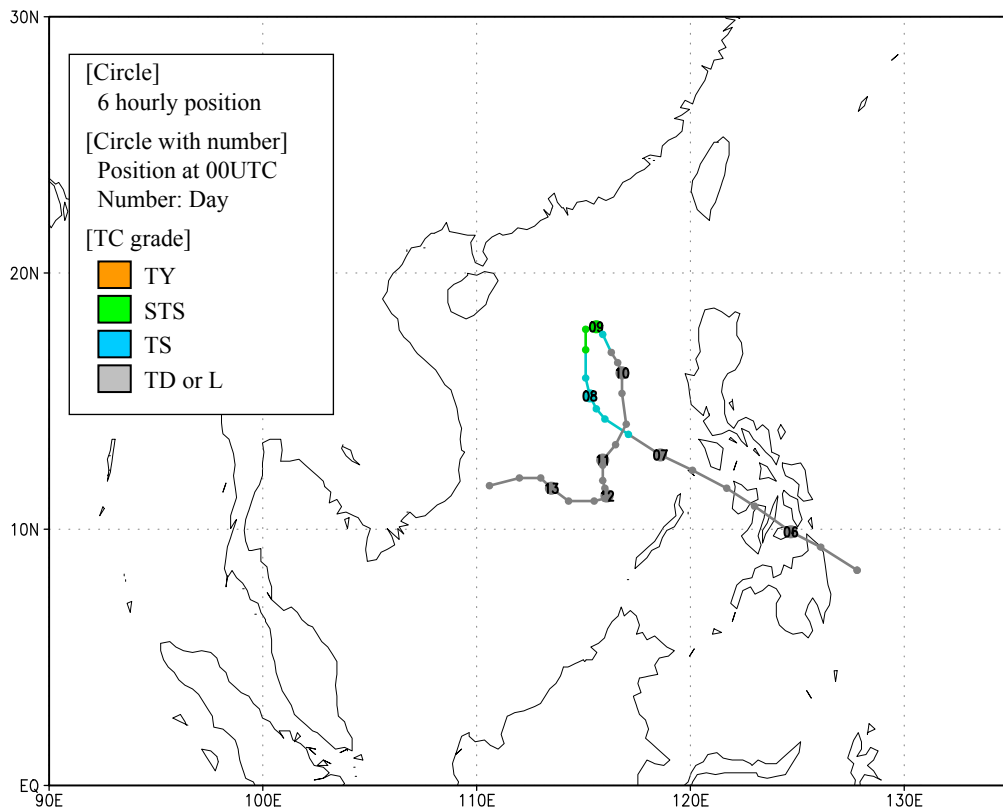 30N
[Circle]
6 hourly position
[Circle with number]
Position at 00UTC
Number: Day
[TC grade]
TY
STS
TS
TD or L
20N
09
10
08
07
11
13
12
10N
06
EQ
90E 100E 110E 120E 130E